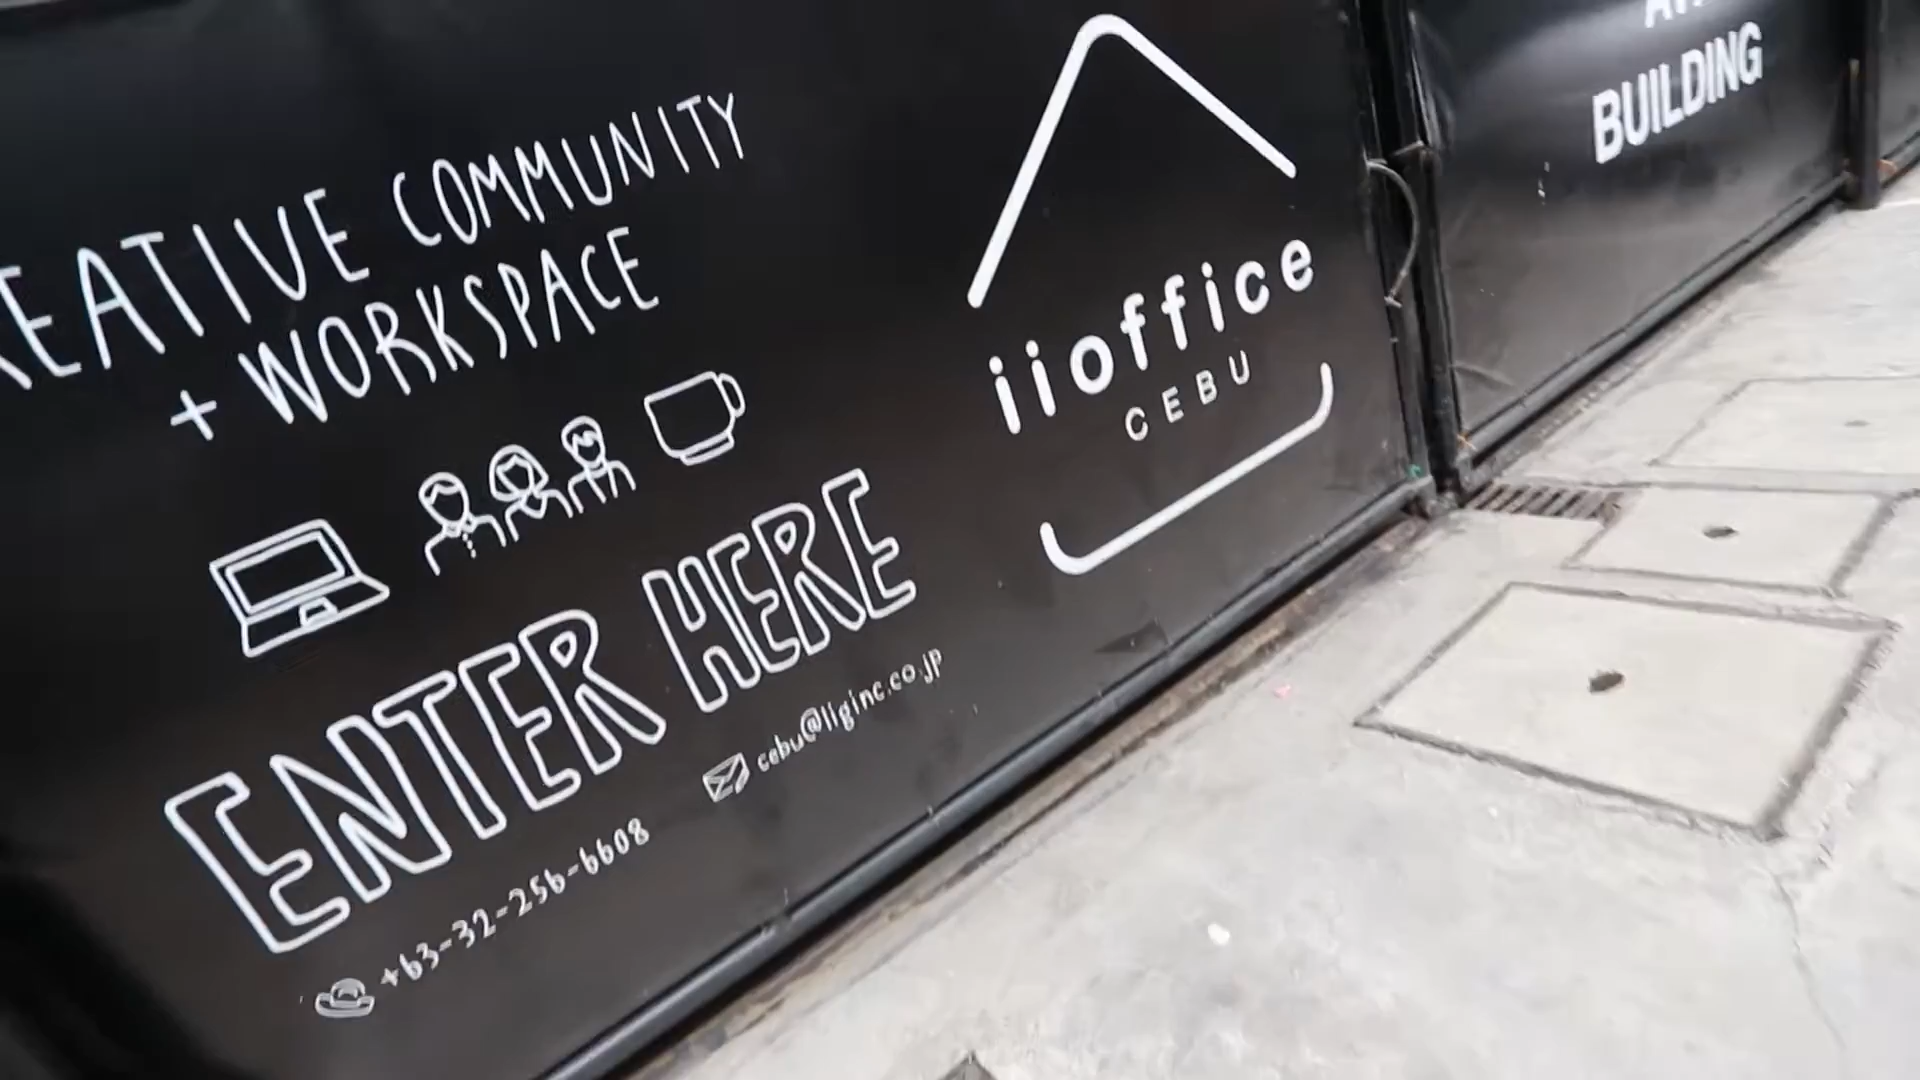 REATIVE COMMUNITY
+ WORKSPACE
ENTER HERE
+63-32-256-6608
cebu@liginc.co.jp
iioffice
CEBU
BUILDING